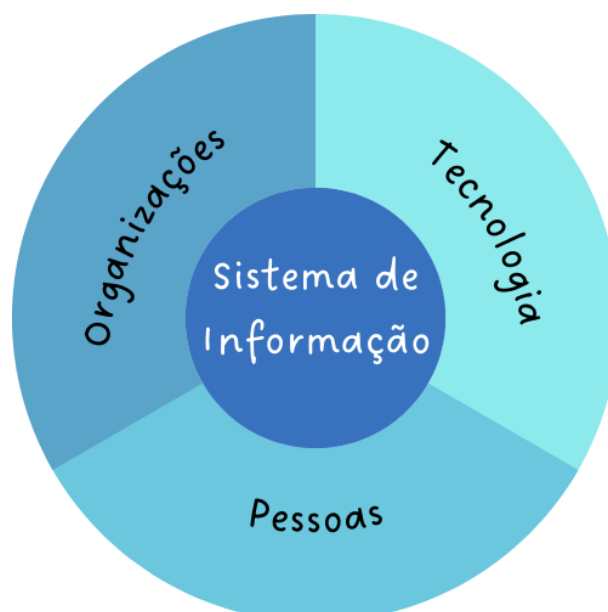 Organizações
Tecnologia
Sistema de
Informação
Pessoas